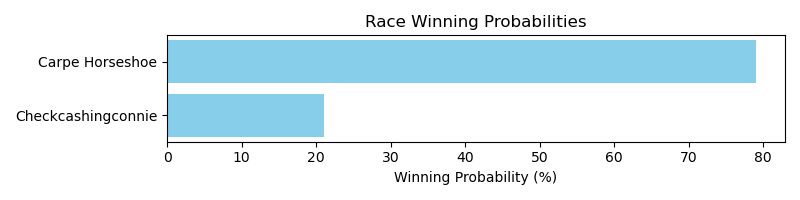 Race Winning Probabilities
Carpe Horseshoe
Checkcashingconnie
0 10 20 30 40 50 60 70 80
Winning Probability (%)